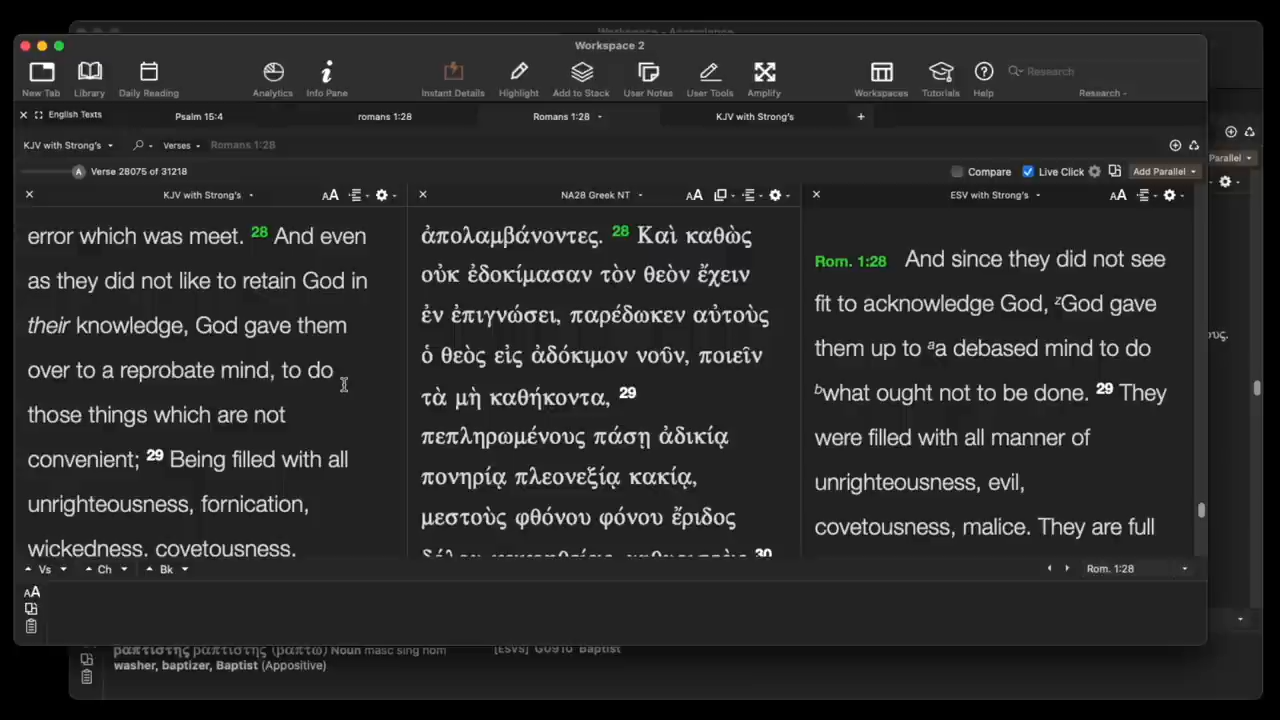 Workspace 2
New Tab Library Daily Reading Analytics Info Pane Instant Details Highlight Add to Stack User Notes User Tools Amplify Workspaces Tutorials Help Research
Research
English Texts Psalm 15:4 romans 1:28 Romans 1:28 KJV with Strong's +
KJV with Strong's Verses Romans 1:28
Parallel
A Verse 28075 of 31218 Compare Live Click Add Parallel
KJV with Strong's
error which was meet. 28 And even
as they did not like to retain God in
their knowledge, God gave them
over to a reprobate mind, to do
those things which are not
convenient; 29 Being filled with all
unrighteousness, fornication,
wickedness, covetousness,
NA28 Greek NT
ἀπολαμβάνοντες. 28 Καὶ καθὼς
οὐκ ἐδοκίμασαν τὸν θεὸν ἔχειν
ἐν ἐπιγνώσει, παρέδωκεν αὐτοὺς
ὁ θεὸς εἰς ἀδόκιμον νοῦν, ποιεῖν
τὰ μὴ καθήκοντα, 29
πεπληρωμένους πάσῃ ἀδικίᾳ
πονηρίᾳ πλεονεξίᾳ κακίᾳ,
μεστοὺς φθόνου φόνου ἔριδος
30
ESV with Strong's
Rom. 1:28 And since they did not see
fit to acknowledge God, zGod gave
them up to aa debased mind to do
bwhat ought not to be done. 29 They
were filled with all manner of
unrighteousness, evil,
covetousness, malice. They are full
υς.
Vs Ch Bk Rom. 1:28
Noun masc sing nom
washer, baptizer, Baptist (Appositive)
[ESVS] G0910 Baptist